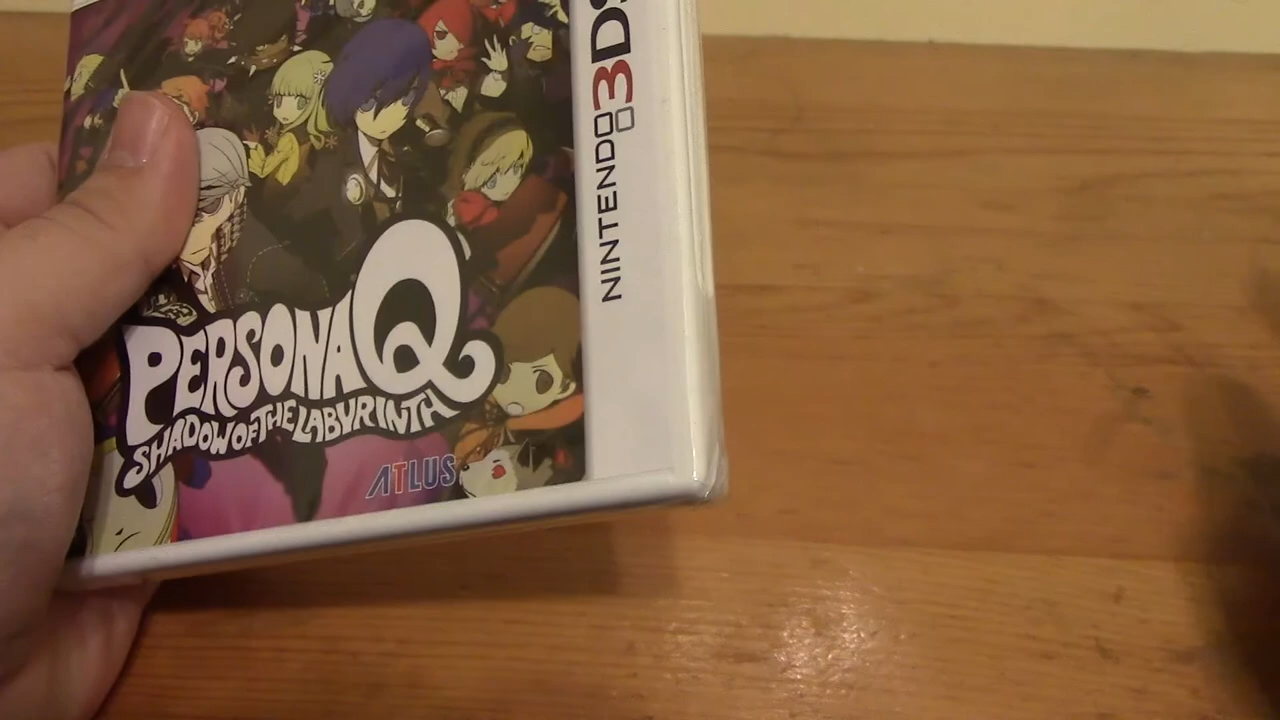 NINTENDO 3DS
PERSONA Q
SHADOW OF THE LABYRINTH
ATLUS